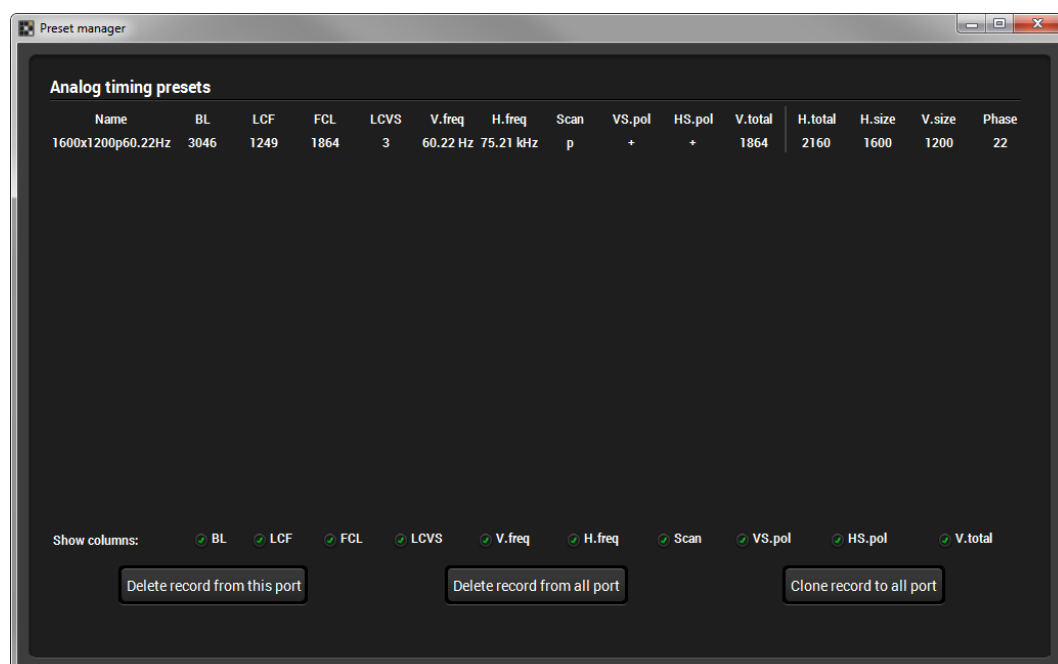 Preset manager
Analog timing presets
Name BL LCF FCL LCVS V.freq H.freq Scan VS.pol HS.pol V.total H.total H.size V.size Phase
1600x1200p60.22Hz 3046 1249 1864 3 60.22 Hz 75.21 kHz p + + 1864 2160 1600 1200 22
Show columns: BL LCF FCL LCVS V.freq H.freq Scan VS.pol HS.pol V.total
Delete record from this port Delete record from all port Clone record to all port